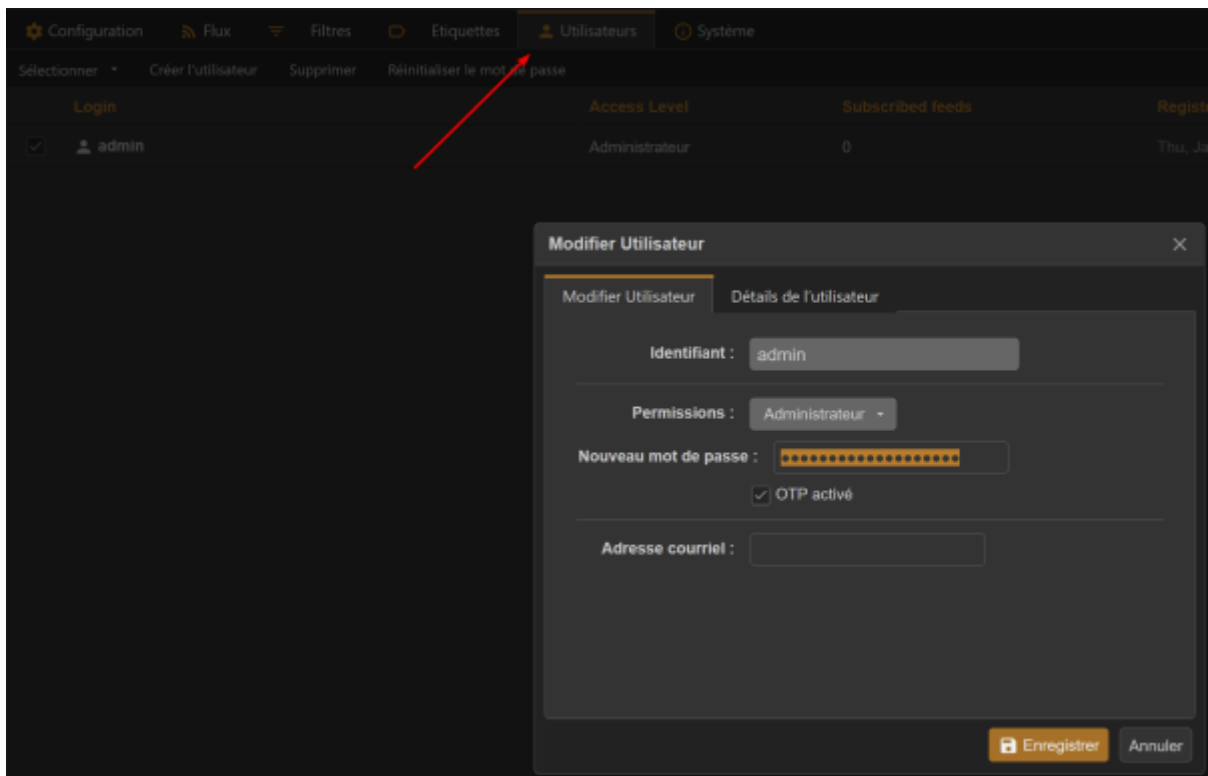 Configuration Flux Filtres Etiquettes Utilisateurs Système
Sélectionner Créer l'utilisateur Supprimer Réinitialiser le mot de passe
Login Access Level Subscribed feeds Regist
admin Administrateur 0 Thu, Ja
Modifier Utilisateur
Modifier Utilisateur Détails de l'utilisateur
Identifiant : admin
Permissions : Administrateur
Nouveau mot de passe : ●●●●●●●●●●●●●●●●●●●
OTP activé
Adresse courriel :
Enregistrer Annuler